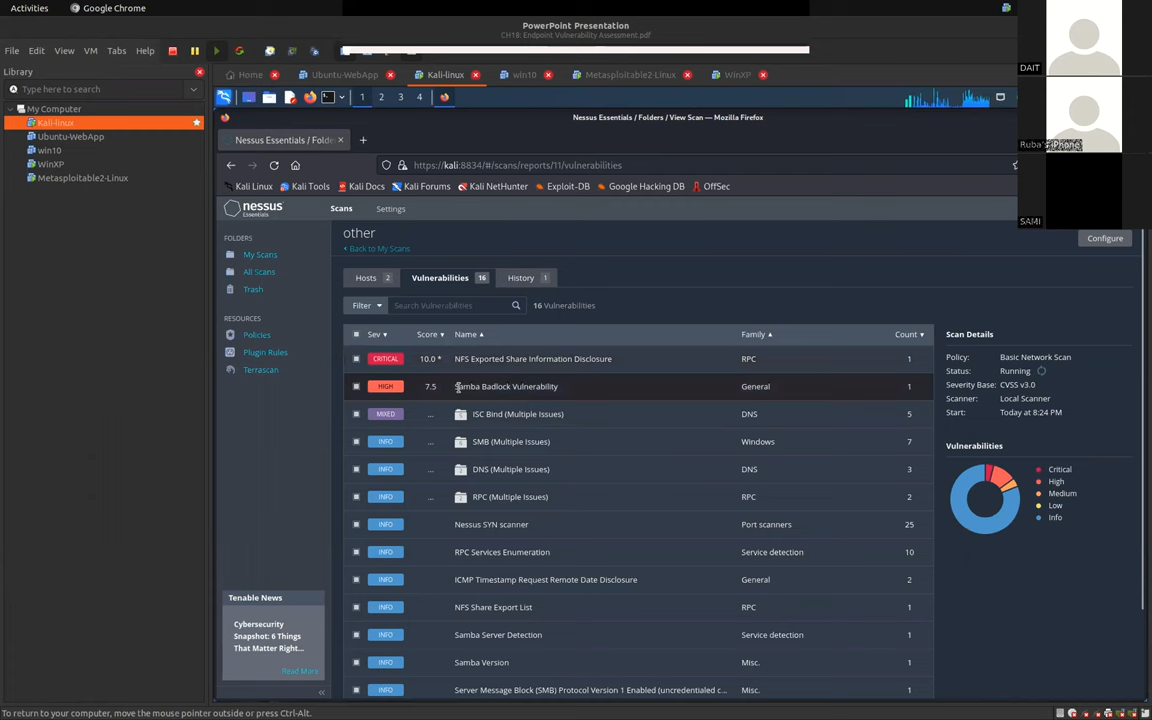 Activities
Google Chrome
PowerPoint Presentation
CH18: Endpoint Vulnerability Assessment.pdf
File Edit View VM Tabs Help
DAIT
Library
Home Ubuntu-WebApp Kali-linux win10 Metasploitable2-Linux WinXP
Type here to search
1 2 3 4
My Computer
Kali-linux
Ubuntu-WebApp
win10
WinXP
Metasploitable2-Linux
Nessus Essentials / Folders / View Scan — Mozilla Firefox
Nessus Essentials / Folde
Ruba's iPhone
https://kali:8834/#/scans/reports/11/vulnerabilities
Kali Linux Kali Tools Kali Docs Kali Forums Kali NetHunter Exploit-DB Google Hacking DB OffSec
nessus Essentials
Scans Settings
SAMI
FOLDERS
My Scans
All Scans
Trash
RESOURCES
Policies
Plugin Rules
Terrascan
other
< Back to My Scans
Configure
Hosts 2 Vulnerabilities 16 History 1
Filter Search Vulnerabilities 16 Vulnerabilities
Sev Score Name Family Count
CRITICAL 10.0 * NFS Exported Share Information Disclosure RPC 1
HIGH 7.5 Samba Badlock Vulnerability General 1
MIXED ... ISC Bind (Multiple Issues) DNS 5
INFO ... SMB (Multiple Issues) Windows 7
INFO ... DNS (Multiple Issues) DNS 3
INFO ... RPC (Multiple Issues) RPC 2
INFO Nessus SYN scanner Port scanners 25
INFO RPC Services Enumeration Service detection 10
INFO ICMP Timestamp Request Remote Date Disclosure General 2
INFO NFS Share Export List RPC 1
INFO Samba Server Detection Service detection 1
INFO Samba Version Misc. 1
INFO Server Message Block (SMB) Protocol Version 1 Enabled (uncredentialed c... Misc. 1
Scan Details
Policy: Basic Network Scan
Status: Running
Severity Base: CVSS v3.0
Scanner: Local Scanner
Start: Today at 8:24 PM
Vulnerabilities
Critical
High
Medium
Low
Info
Tenable News
Cybersecurity
Snapshot: 6 Things
That Matter Right...
Read More
To return to your computer, move the mouse pointer outside or press Ctrl-Alt.